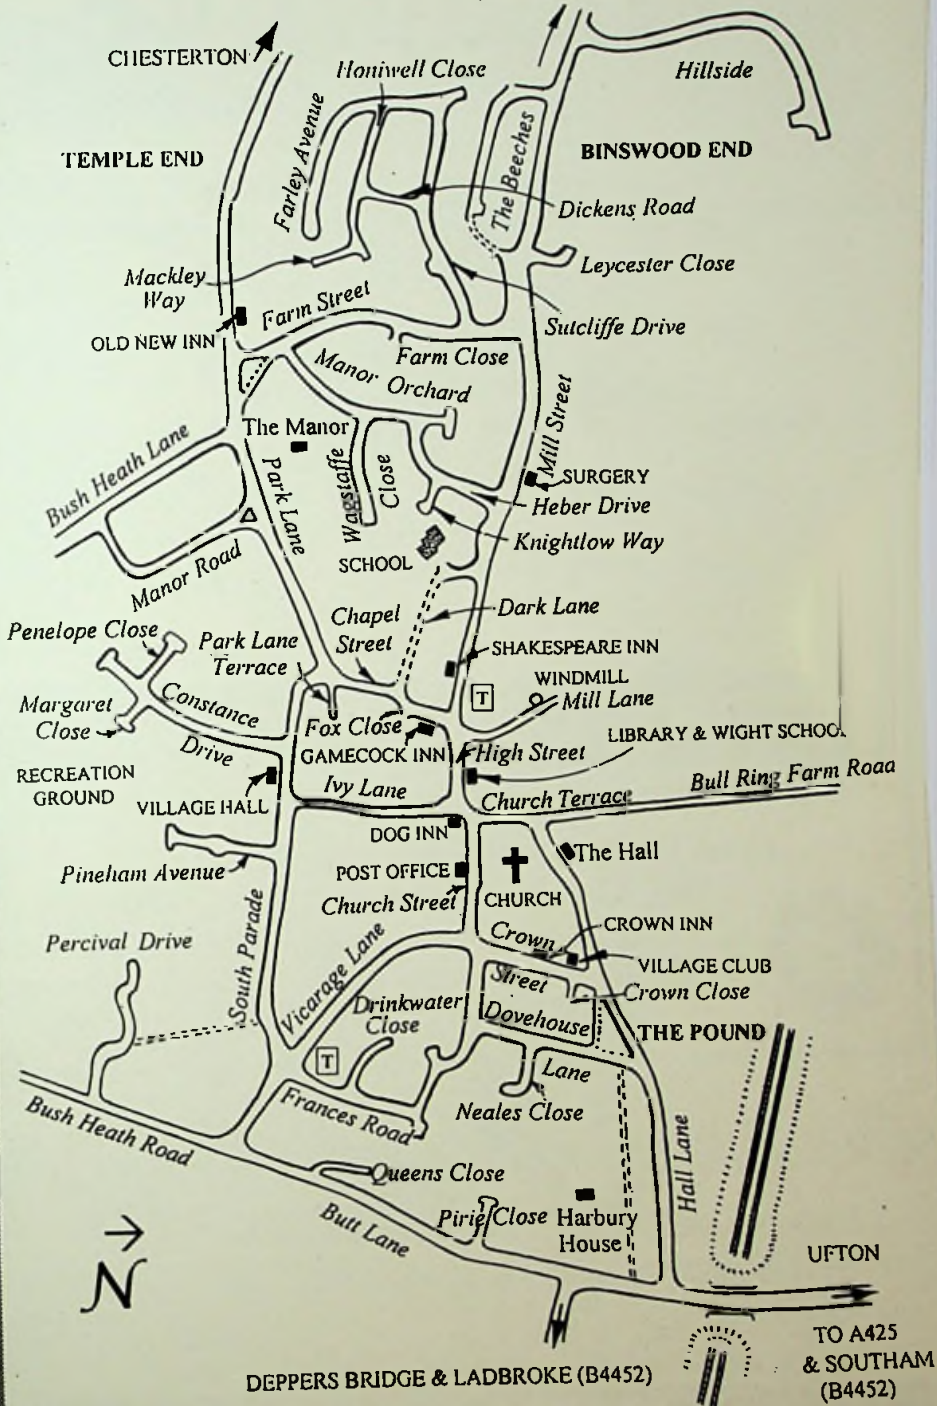 CHESTERTON
Honiwell Close
Hillside
Farley Avenue
TEMPLE END
The Beeches
BINSWOOD END
Dickens Road
Mackley
Way
Leycester Close
Farm Street
OLD NEW INN
Sutcliffe Drive
Farm Close
Manor Orchard
Mill Street
The Manor
Bush Heath Lane
Park Lane
Wagstaffe
Close
SURGERY
Heber Drive
Knightlow Way
SCHOOL
Manor Road
Dark Lane
Chapel
Street
Penelope Close
Park Lane
Terrace
SHAKESPEARE INN
WINDMILL
T
Mill Lane
Margaret
Close
Constance
Drive
Fox Close
GAMECOCK INN
High Street
LIBRARY & WIGHT SCHOOL
RECREATION
GROUND
VILLAGE HALL
Ivy Lane
Church Terrace
Bull Ring Farm Road
DOG INN
The Hall
Pineham Avenue
POST OFFICE
Church Street
CHURCH
South Parade
Percival Drive
Vicarage Lane
Crown
Street
CROWN INN
VILLAGE CLUB
Crown Close
Drinkwater
Close
Dovehouse
Lane
THE POUND
T
Neales Close
Frances Road
Bush Heath Road
Hall Lane
Queens Close
Butt Lane
Pirie Close
Harbury
House
N
UFTON
TO A425
& SOUTHAM
(B4452)
DEPPERS BRIDGE & LADBROKE (B4452)